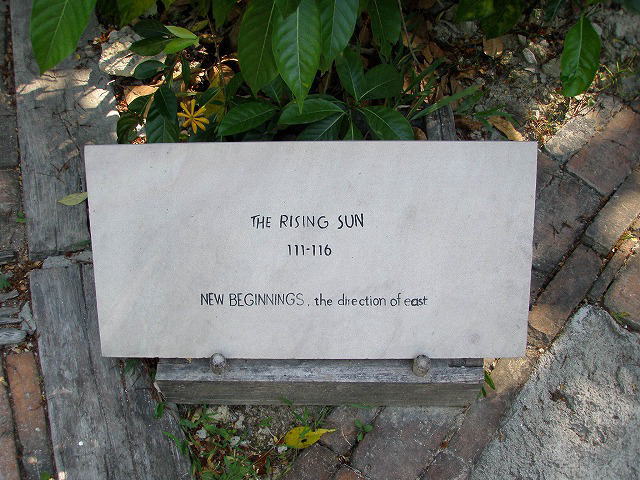 THE RISING SUN
111-116
NEW BEGINNINGS, the direction of east